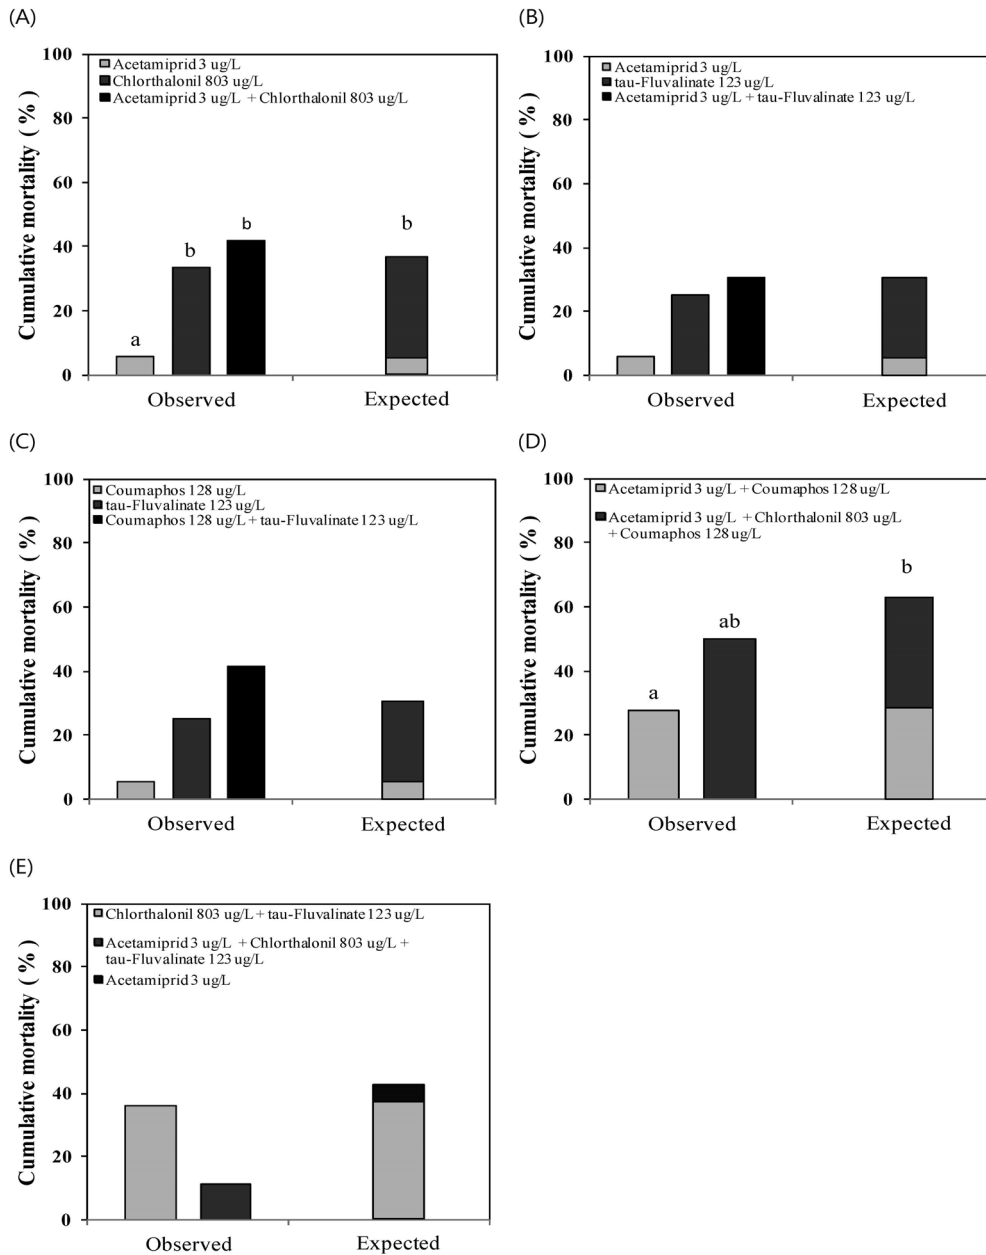 (A)
Cumulative mortality ( % )
100
80
60
40
20
0
Acetamiprid 3 ug/L
Chlorthalonil 803 ug/L
Acetamiprid 3 ug/L + Chlorthalonil 803 ug/L
a
b
b
b
Observed
Expected
(B)
Cumulative mortality ( % )
100
80
60
40
20
0
Acetamiprid 3 ug/L
tau-Fluvalinate 123 ug/L
Acetamiprid 3 ug/L + tau-Fluvalinate 123 ug/L
Observed
Expected
(C)
Cumulative mortality ( % )
100
80
60
40
20
0
Coumaphos 128 ug/L
tau-Fluvalinate 123 ug/L
Coumaphos 128 ug/L + tau-Fluvalinate 123 ug/L
Observed
Expected
(D)
Cumulative mortality ( % )
100
80
60
40
20
0
Acetamiprid 3 ug/L + Coumaphos 128 ug/L
Acetamiprid 3 ug/L + Chlorthalonil 803 ug/L
+ Coumaphos 128 ug/L
a
ab
b
Observed
Expected
(E)
Cumulative mortality ( % )
100
80
60
40
20
0
Chlorthalonil 803 ug/L + tau-Fluvalinate 123 ug/L
Acetamiprid 3 ug/L + Chlorthalonil 803 ug/L +
tau-Fluvalinate 123 ug/L
Acetamiprid 3 ug/L
Observed
Expected